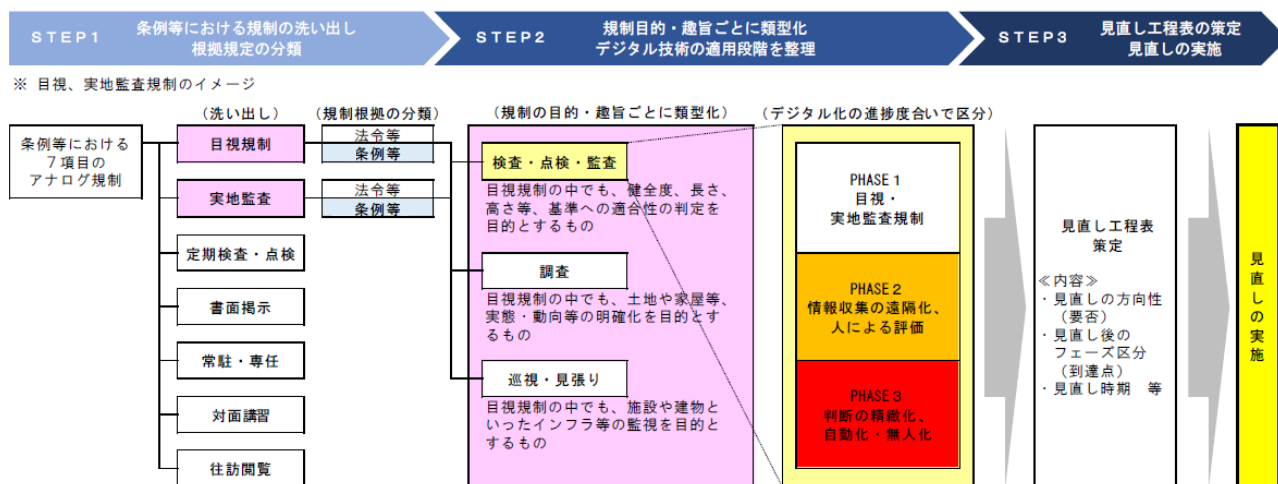 STEP1
条例等における規制の洗い出し
根拠規定の分類
STEP2
規制目的・趣旨ごとに類型化
デジタル技術の適用段階を整理
STEP3
見直し工程表の策定
見直しの実施
※ 目視、実地監査規制のイメージ
（洗い出し）
（規制根拠の分類）
（規制の目的・趣旨ごとに類型化）
（デジタル化の進捗度合いで区分）
条例等における
７項目の
アナログ規制
目視規制
実地監査
定期検査・点検
書面掲示
常駐・専任
対面講習
往訪閲覧
法令等
条例等
法令等
条例等
検査・点検・監査
目視規制の中でも、健全度、長さ、
高さ等、基準への適合性の判定を
目的とするもの
調査
目視規制の中でも、土地や家屋等、
実態・動向等の明確化を目的とす
るもの
巡視・見張り
目視規制の中でも、施設や建物と
いったインフラ等の監視を目的と
するもの
PHASE１
目視・
実地監査規制
PHASE２
情報収集の遠隔化、
人による評価
PHASE３
判断の精緻化、
自動化・無人化
見直し工程表
策定
≪内容≫
・見直しの方向性
（要否）
・見直し後の
フェーズ区分
（到達点）
・見直し時期　等
見直しの実施